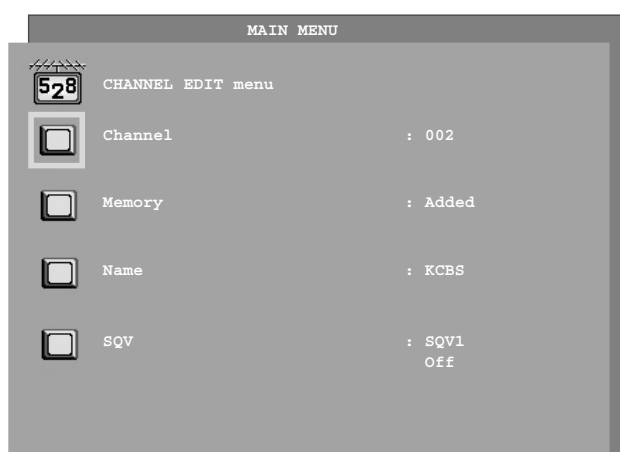 MAIN MENU
528
CHANNEL EDIT menu
Channel : 002
Memory : Added
Name : KCBS
SQV : SQV1
Off